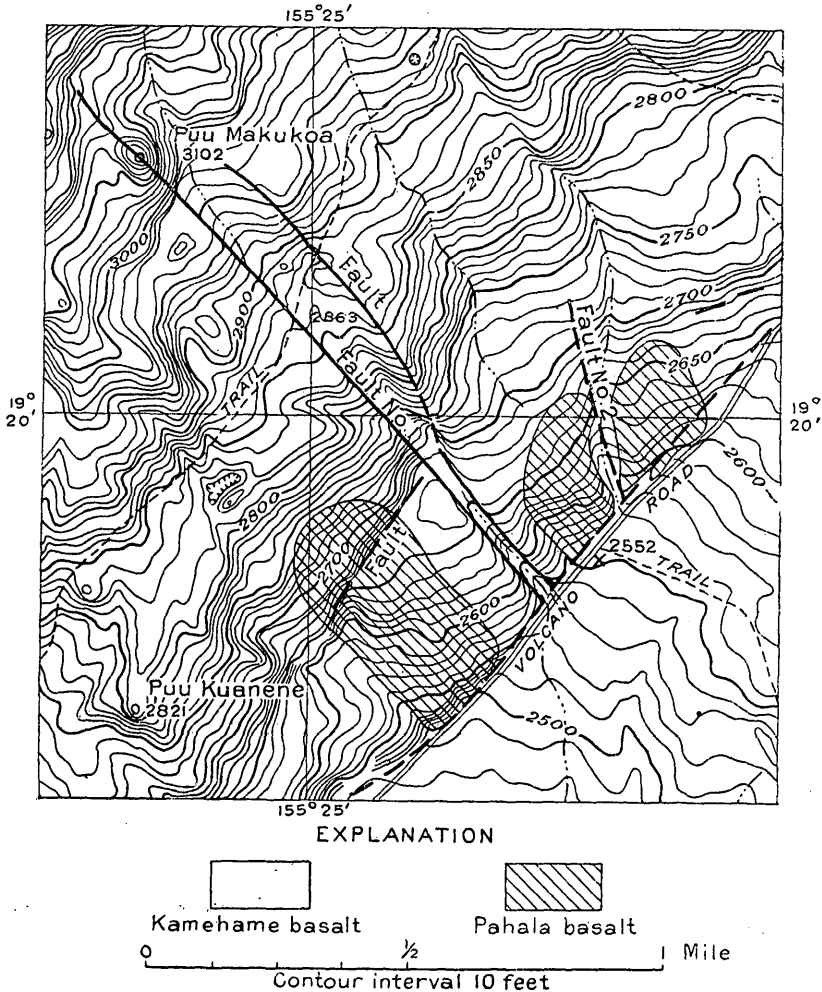 155° 25'
2800
Puu Makukoa
3102
2850
3000
2750
Fault
2900
2700
2863
Fault No. 2
2650
Fault
TRAIL
19° 20'
19° 20'
2600
ROAD
2800
2552
TRAIL
2700
Fault
2600
VOLCANO
Puu Kuanene
2821
2500
155° 25'
EXPLANATION
Kamehame basalt
Pahala basalt
0 ½ 1 Mile
Contour interval 10 feet